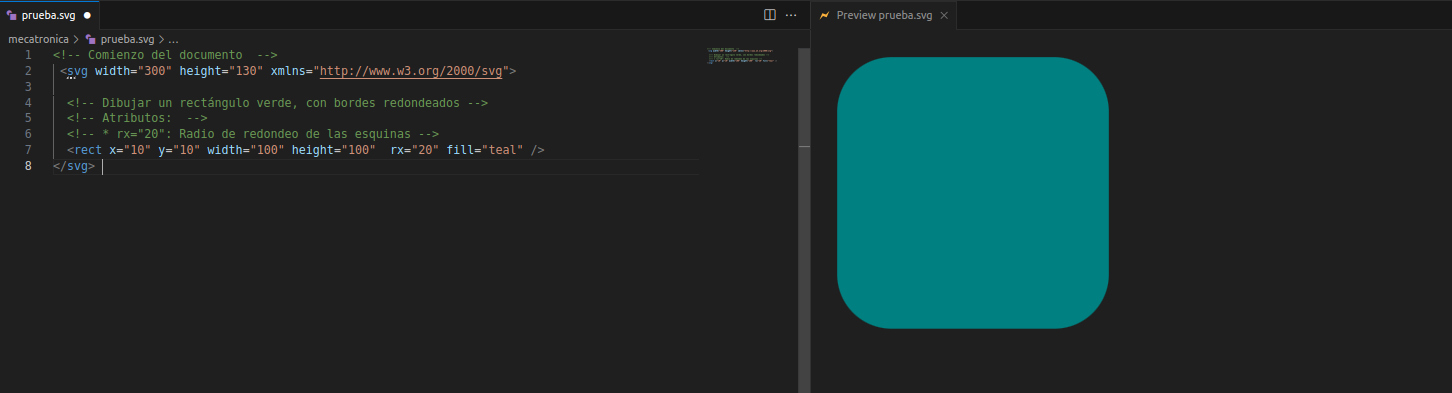 prueba.svg
Preview prueba.svg
mecatronica > prueba.svg > ...
1 <!-- Comienzo del documento  -->
2 <svg width="300" height="130" xmlns="http://www.w3.org/2000/svg">
3
4 <!-- Dibujar un rectángulo verde, con bordes redondeados -->
5 <!-- Atributos:  -->
6 <!-- * rx="20": Radio de redondeo de las esquinas -->
7 <rect x="10" y="10" width="100" height="100"  rx="20" fill="teal" />
8 </svg>